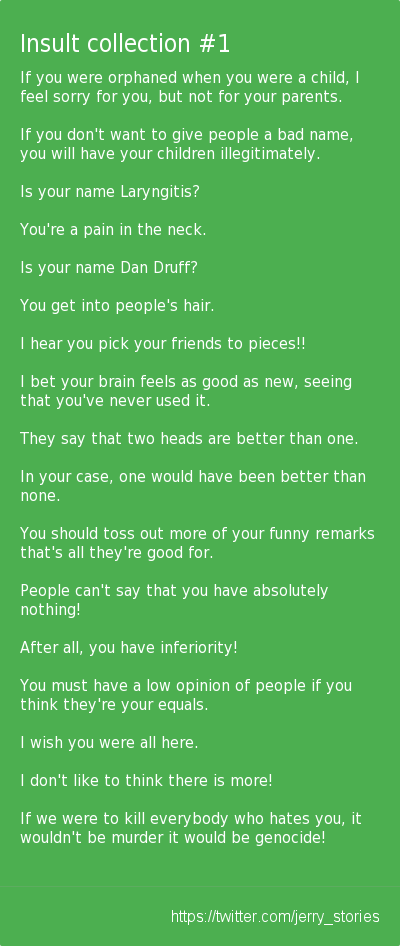 Insult collection #1
If you were orphaned when you were a child, I
feel sorry for you, but not for your parents.
If you don't want to give people a bad name,
you will have your children illegitimately.
Is your name Laryngitis?
You're a pain in the neck.
Is your name Dan Druff?
You get into people's hair.
I hear you pick your friends to pieces!!
I bet your brain feels as good as new, seeing
that you've never used it.
They say that two heads are better than one.
In your case, one would have been better than
none.
You should toss out more of your funny remarks
that's all they're good for.
People can't say that you have absolutely
nothing!
After all, you have inferiority!
You must have a low opinion of people if you
think they're your equals.
I wish you were all here.
I don't like to think there is more!
If we were to kill everybody who hates you, it
wouldn't be murder it would be genocide!
https://twitter.com/jerry_stories